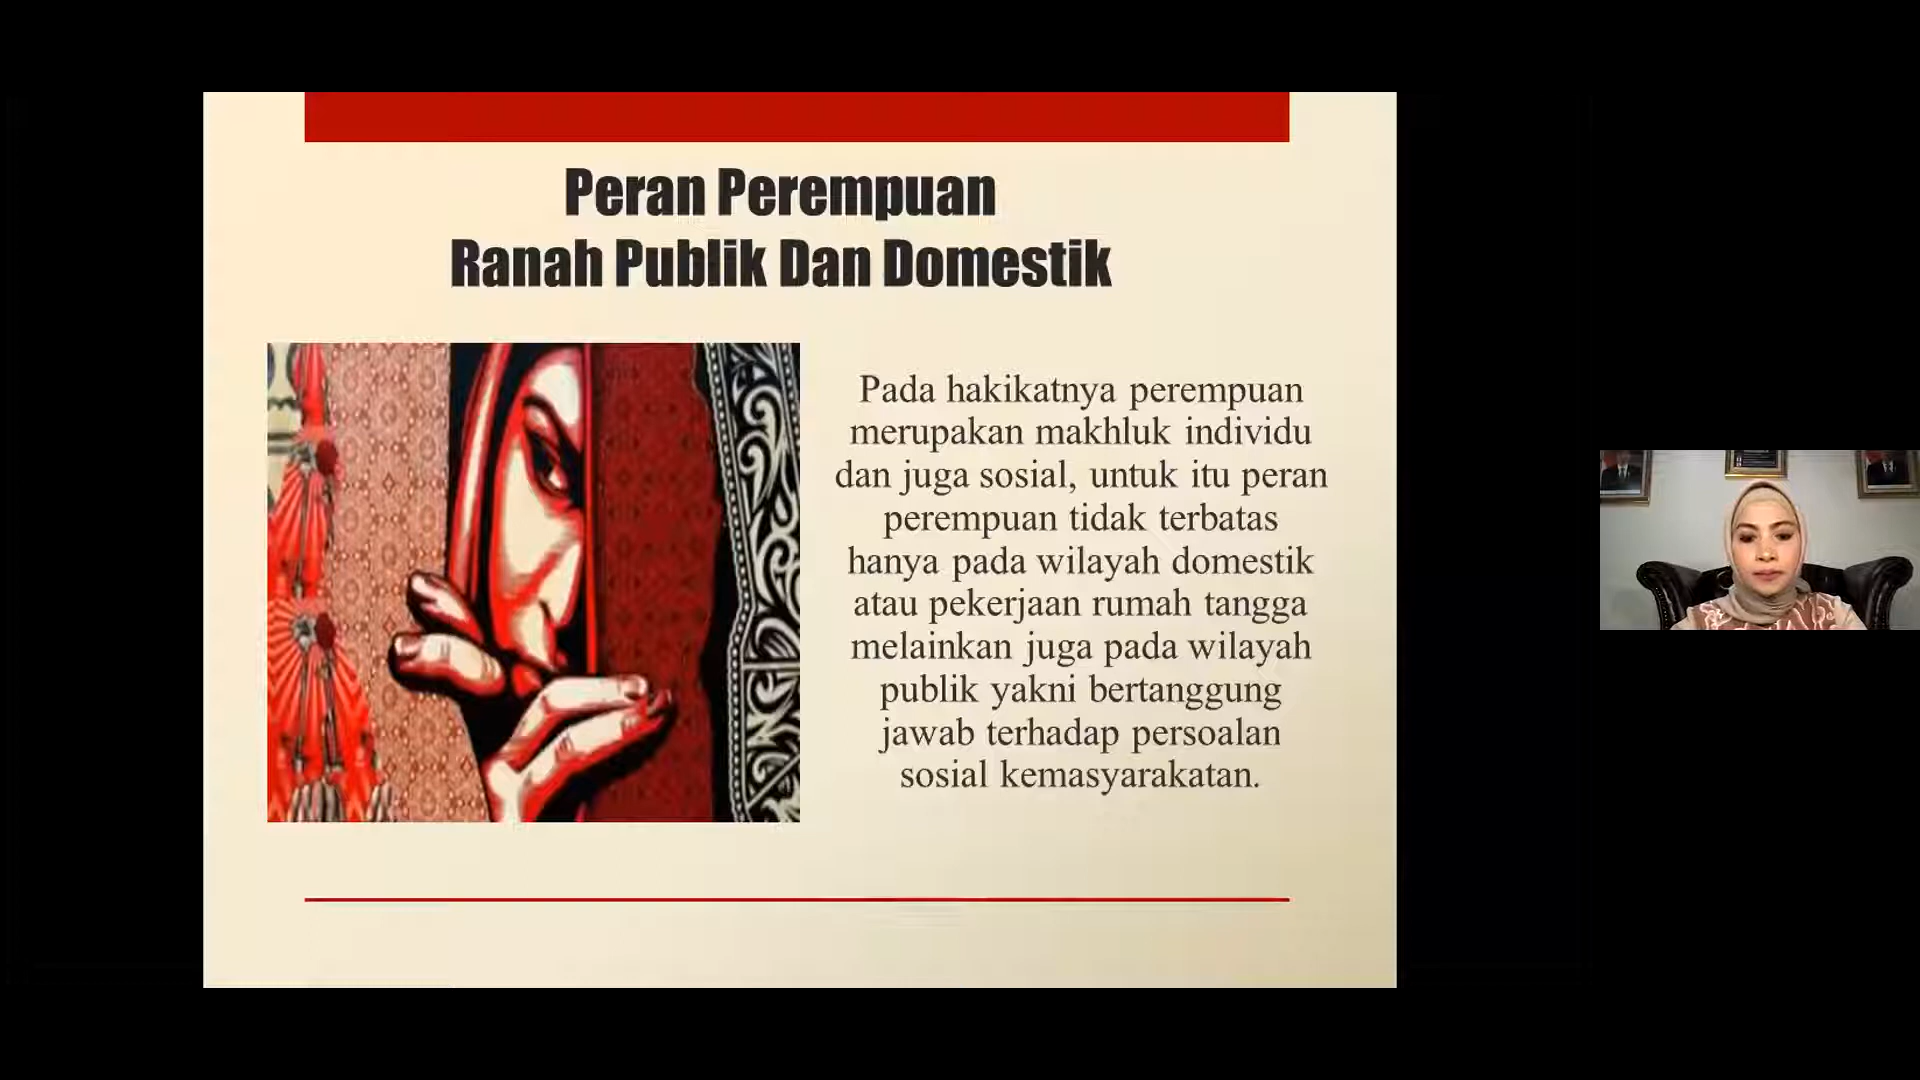 Peran Perempuan
Ranah Publik Dan Domestik
Pada hakikatnya perempuan
merupakan makhluk individu
dan juga sosial, untuk itu peran
perempuan tidak terbatas
hanya pada wilayah domestik
atau pekerjaan rumah tangga
melainkan juga pada wilayah
publik yakni bertanggung
jawab terhadap persoalan
sosial kemasyarakatan.